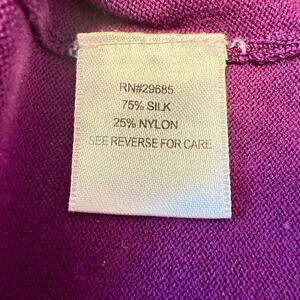 RN#29685
75% SILK
25% NYLON
SEE REVERSE FOR CARE